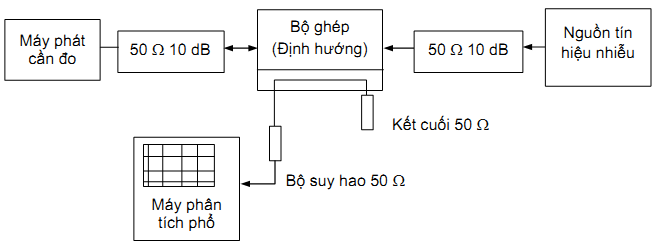 Máy phát
cần đo
50 Ω 10 dB
Bộ ghép
(Định hướng)
50 Ω 10 dB
Nguồn tín
hiệu nhiễu
Kết cuối 50 Ω
Bộ suy hao 50 Ω
Máy phân
tích phổ